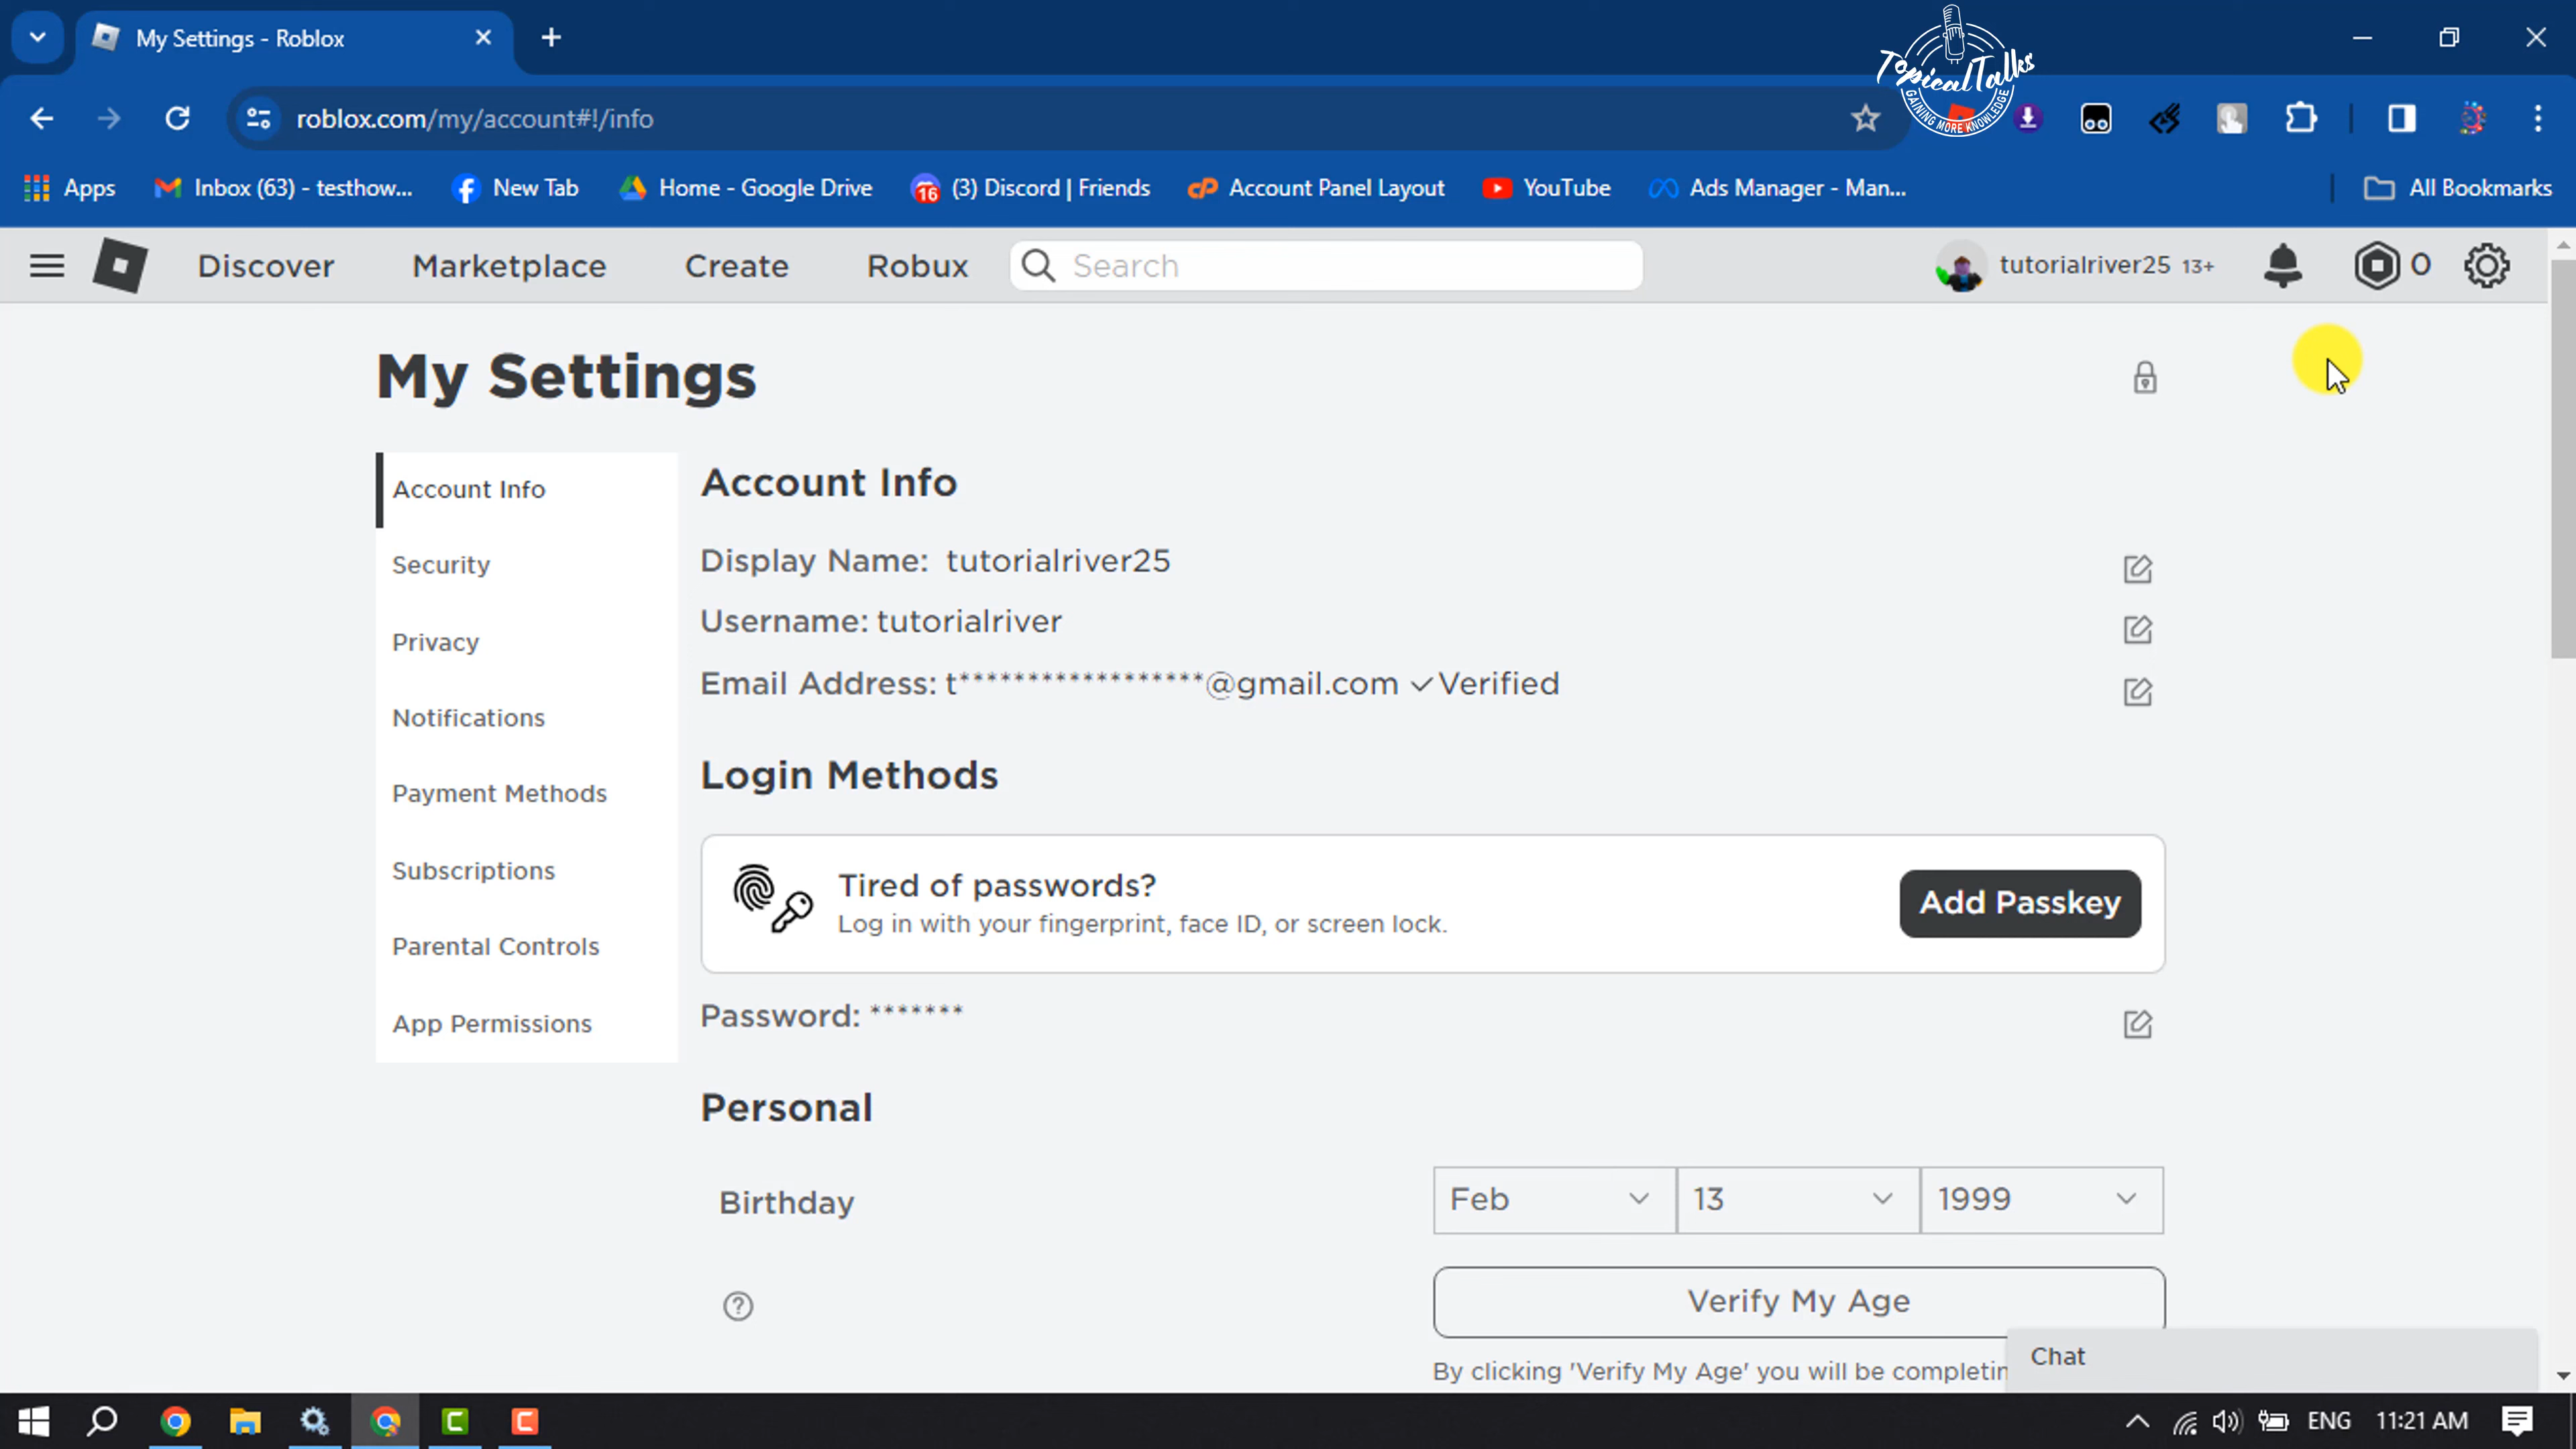 My Settings - Roblox
TopicalTalks
GAINING MORE KNOWLEDGE
roblox.com/my/account#!/info
Apps
Inbox (63) - testhow...
New Tab
Home - Google Drive
16
(3) Discord | Friends
Account Panel Layout
YouTube
Ads Manager - Man...
All Bookmarks
Discover
Marketplace
Create
Robux
Search
tutorialriver25 13+
0
My Settings
Account Info
Security
Privacy
Notifications
Payment Methods
Subscriptions
Parental Controls
App Permissions
Account Info
Display Name: tutorialriver25
Username: tutorialriver
Email Address: t******************@gmail.com ✓Verified
Login Methods
Tired of passwords?
Log in with your fingerprint, face ID, or screen lock.
Add Passkey
Password: *******
Personal
Birthday
Feb
13
1999
Verify My Age
By clicking 'Verify My Age' you will be completin
Chat
ENG
11:21 AM